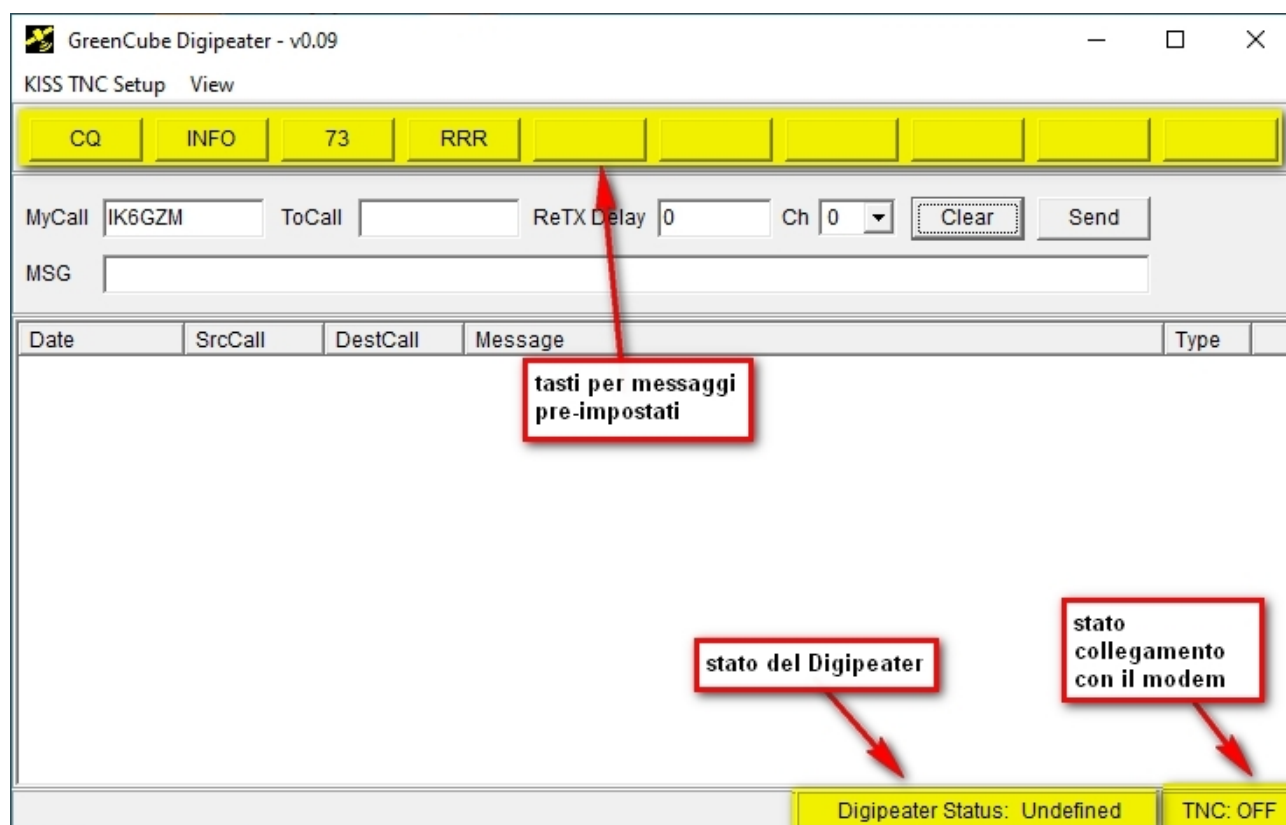 GreenCube Digipeater - v0.09
KISS TNC Setup View
CQ INFO 73 RRR
MyCall IK6GZM ToCall ReTX Delay 0 Ch 0 Clear Send
MSG
Date SrcCall DestCall Message Type
tasti per messaggi
pre-impostati
stato del Digipeater
stato
collegamento
con il modem
Digipeater Status: Undefined TNC: OFF